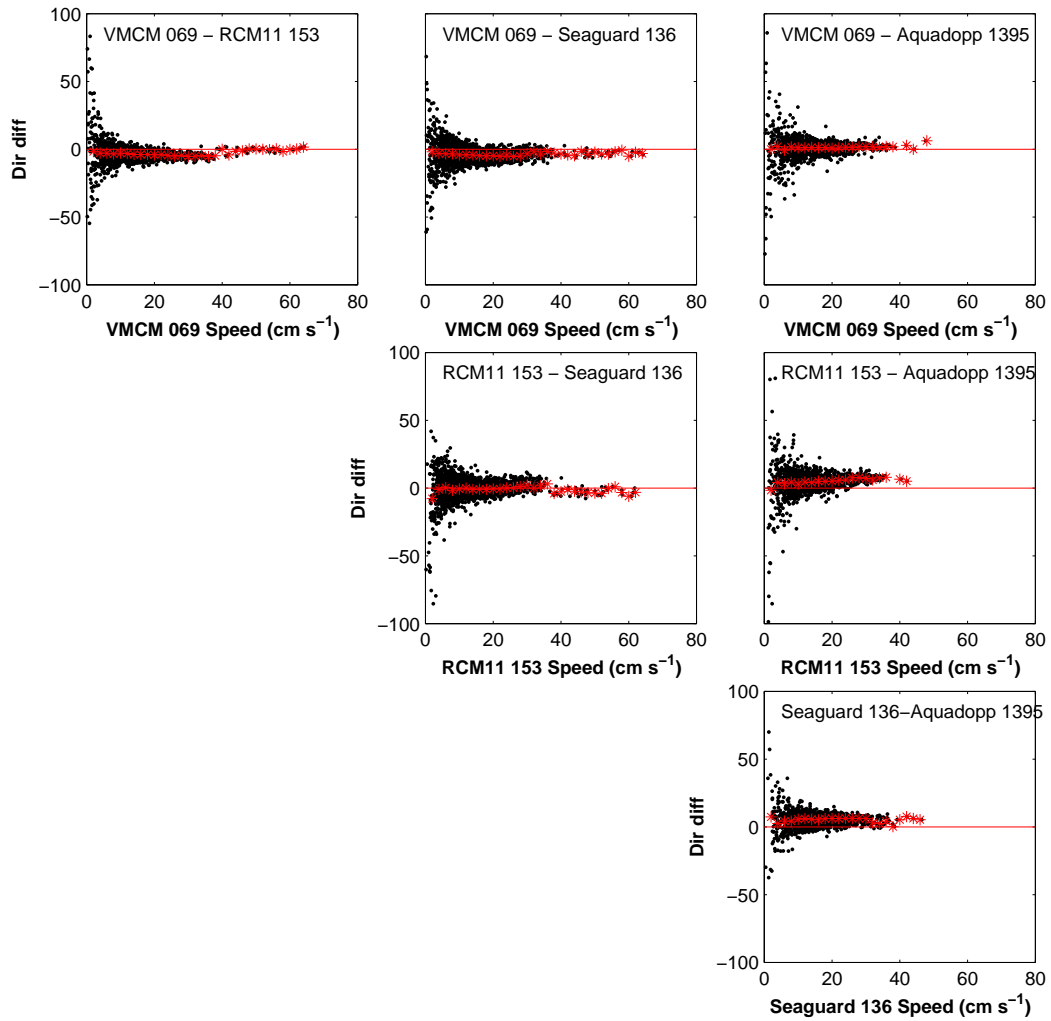 VMCM 069 − RCM11 153
VMCM 069 − Seaguard 136
VMCM 069 − Aquadopp 1395
100
50
0
−50
−100
Dir diff
0 20 40 60 80
0 20 40 60 80
0 20 40 60 80
VMCM 069 Speed (cm s⁻¹)
VMCM 069 Speed (cm s⁻¹)
VMCM 069 Speed (cm s⁻¹)
RCM11 153 − Seaguard 136
RCM11 153 − Aquadopp 1395
100
50
0
−50
−100
Dir diff
0 20 40 60 80
0 20 40 60 80
RCM11 153 Speed (cm s⁻¹)
RCM11 153 Speed (cm s⁻¹)
Seaguard 136−Aquadopp 1395
100
50
0
−50
−100
Dir diff
0 20 40 60 80
Seaguard 136 Speed (cm s⁻¹)